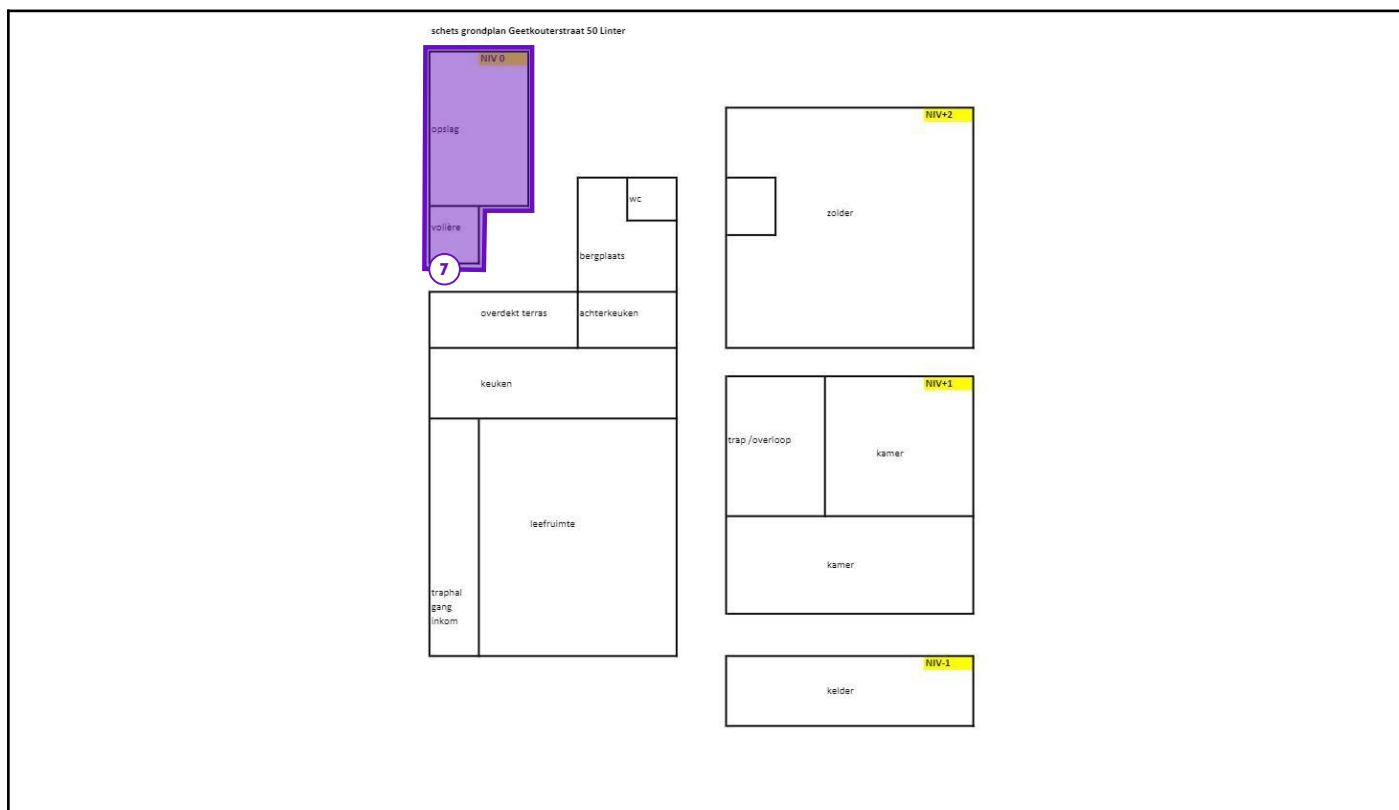 schets grondplan Geetkouterstraat 50 Linter
NIV 0
opslag
volière
7
wc
bergplaats
overdekt terras
achterkeuken
keuken
leefruimte
traphal
gang
inkom
NIV+2
zolder
NIV+1
trap /overloop
kamer
kamer
NIV-1
kelder